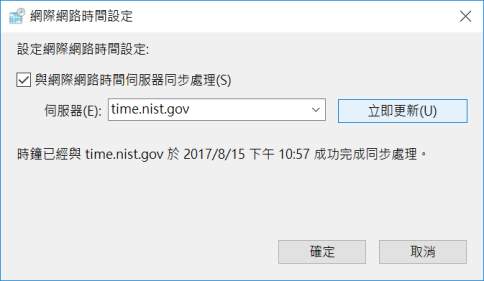 網際網路時間設定
設定網際網路時間設定:
與網際網路時間伺服器同步處理(S)
伺服器(E): time.nist.gov 立即更新(U)
時鐘已經與 time.nist.gov 於 2017/8/15 下午 10:57 成功完成同步處理。
確定 取消